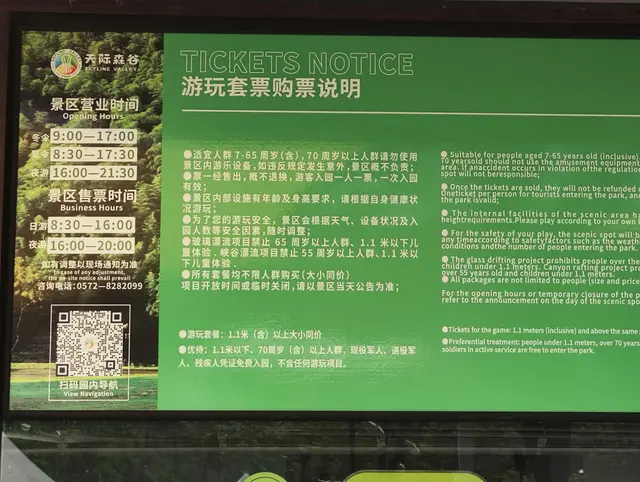 天际森谷
SKYLINE VALLEY
景区营业时间
Opening Hours
冬令 9:00—17:00
夏令 8:30—17:30
夜游 16:00—21:30
景区售票时间
Business Hours
日游 8:30—16:00
夜游 16:00—20:00
如有调整以现场通知为准
In case of any adjustment,
the on-site notice shall prevail
咨询电话:0572—8282099
扫码园内导航
View Navigation
TICKETS NOTICE
游玩套票购票说明
●适宜人群7-65周岁(含),70周岁以上人群请勿使用
景区内游乐设备,如违反规定发生意外,景区概不负责;
●票一经售出,概不退换,游客入园一人一票,一次入园
有效;
●景区内部设施有年龄及身高要求,请根据自身健康状
况游玩;
●为了您的游玩安全,景区会根据天气、设备状况及入
园人数等安全因素,随时调整;
●玻璃漂流项目禁止 65 周岁以上人群、1.1 米以下儿
童体验,峡谷漂流项目禁止 55 周岁以上人群、1.1 米以
下儿童体验.
●所有套餐均不限人群购买(大小同价)
项目开放时间或临时关闭,请以景区当天公告为准;
●游玩套餐:1.1米(含)以上大小同价
●优待:1.1米以下、70周岁(含)以上人群,现役军人、退役军
人、残疾人凭证免费入园,不含任何游玩项目.
●Suitable for people aged 7-65 years old (inclusive)
70 yearsold should not use the amusement equipment
area. If anaccident occurs in violation ofthe regulation
spot will not beresponsible;
●Once the tickets are sold, they will not be refunded
Oneticket per person for tourists entering the park, and
the park isvalid;
●The internal facilities of the scenic area h
heightrequirements. Please play according to your own
●For the safety of your play, the scenic spot will b
any timeaccording to safetyfactors such as the weat
conditions andthe number of people entering the park.
●The glass drifting project prohibits people over the
children under 1.1 meters. Canyon rafting project pr
over 55 years old and children under 1.1 meters.
●All packages are not limited to people (size and price
For the opening hours or temporary closure of the p
refer to the announcement on the day of the scenic spo
●Tickets for the game: 1.1 meters (inclusive) and above the same
●Preferential treatment: people under 1.1 meters, over 70 years
soldiers in active service are free to enter the park.